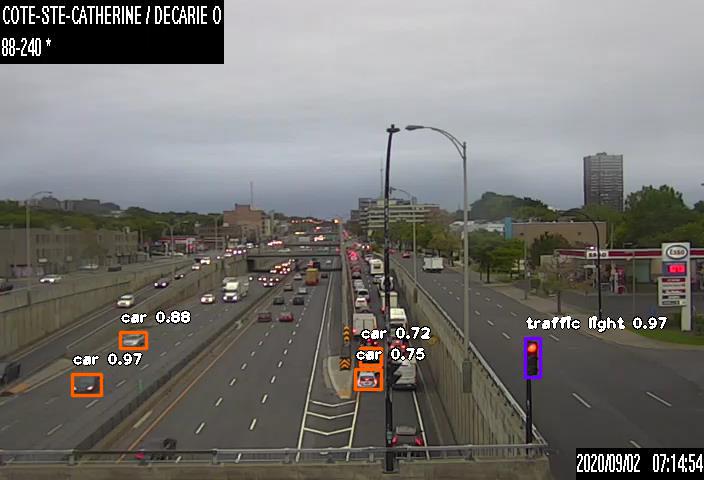 COTE-STE-CATHERINE / DECARIE O
88-240 *
Esso
car 0.88
traffic light 0.97
car 0.72
car 0.97
car 0.75
2020/09/02 07:14:54